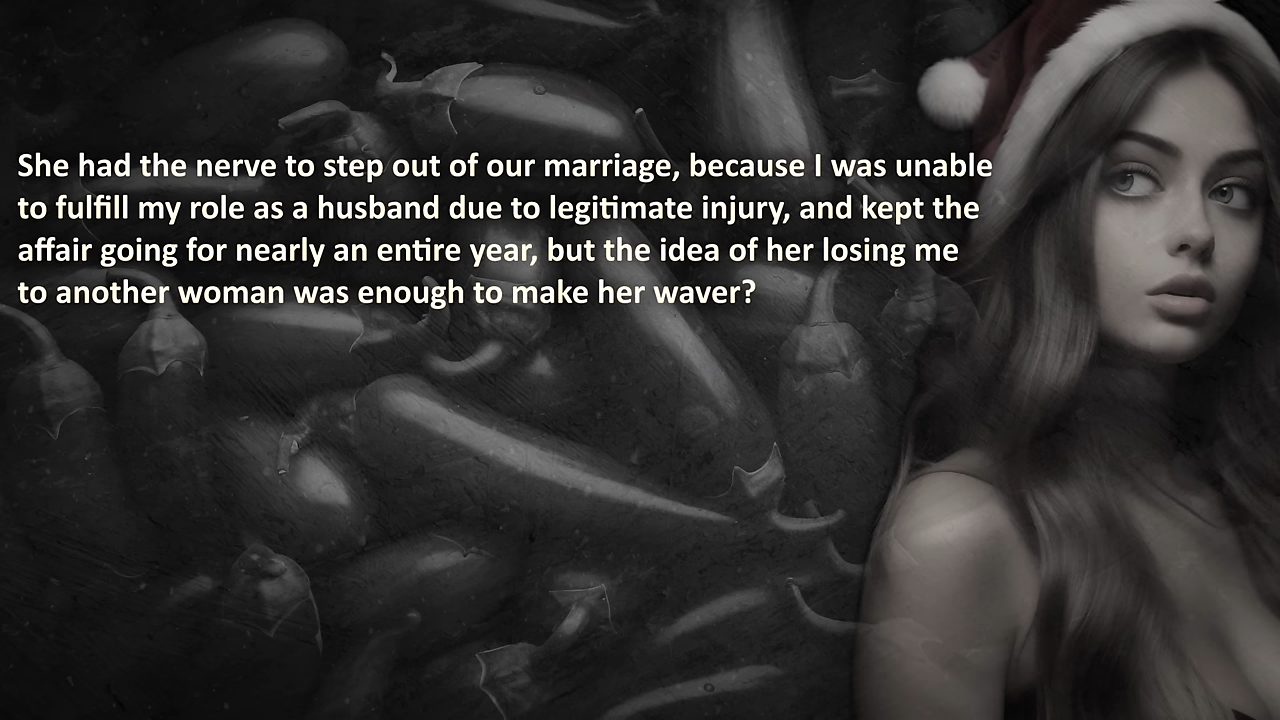 She had the nerve to step out of our marriage, because I was unable
to fulfill my role as a husband due to legitimate injury, and kept the
affair going for nearly an entire year, but the idea of her losing me
to another woman was enough to make her waver?